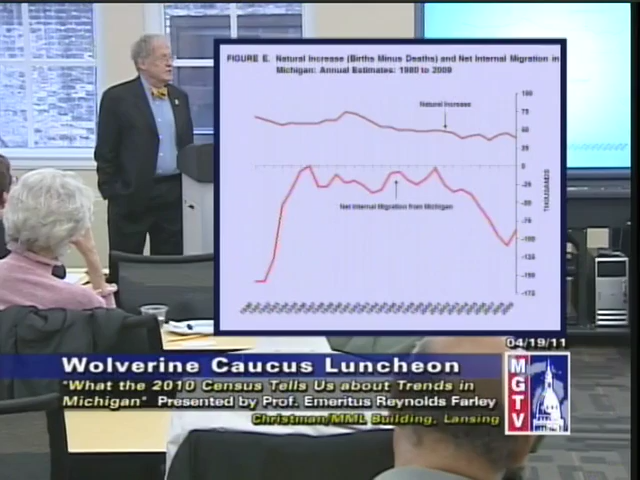 FIGURE E. Natural Increase (Births Minus Deaths) and Net Internal Migration in
Michigan: Annual Estimates: 1980 to 2009
Natural Increase
Net Internal Migration from Michigan
100
75
50
25
0
-25
-50
-75
-100
-125
-150
-175
THOUSANDS
04/19/11
Wolverine Caucus Luncheon
"What the 2010 Census Tells Us about Trends in
Michigan" Presented by Prof. Emeritus Reynolds Farley
Christman/MML Building, Lansing
MGTV